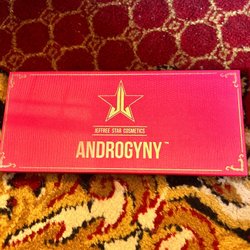 JEFFREE STAR COSMETICS
ANDROGYNY™